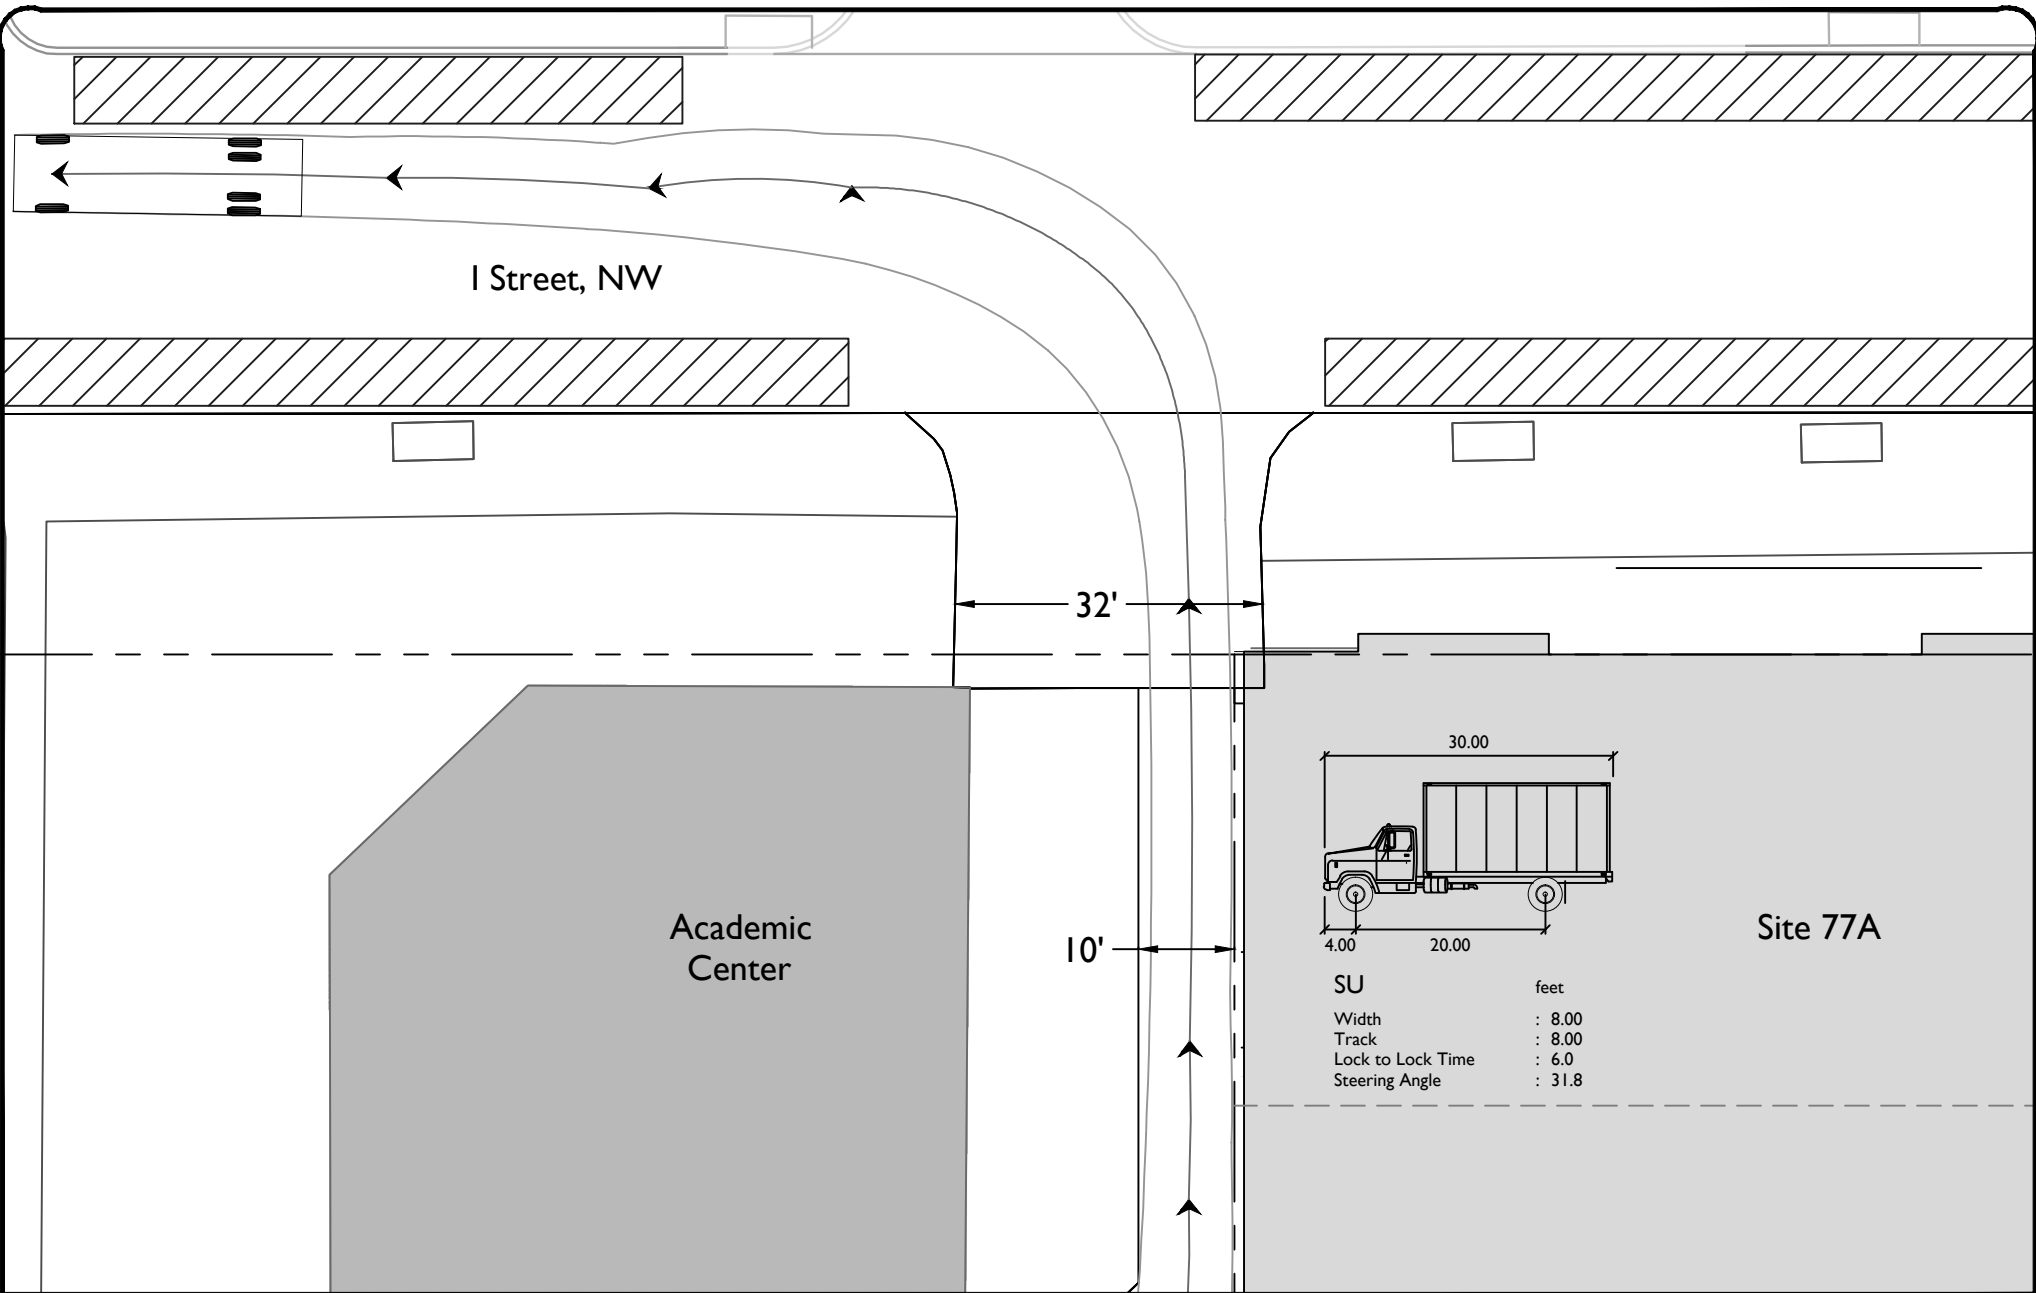 I Street, NW
32'
30.00
4.00 20.00
Academic
Center
10'
Site 77A
SU feet
Width : 8.00
Track : 8.00
Lock to Lock Time : 6.0
Steering Angle : 31.8